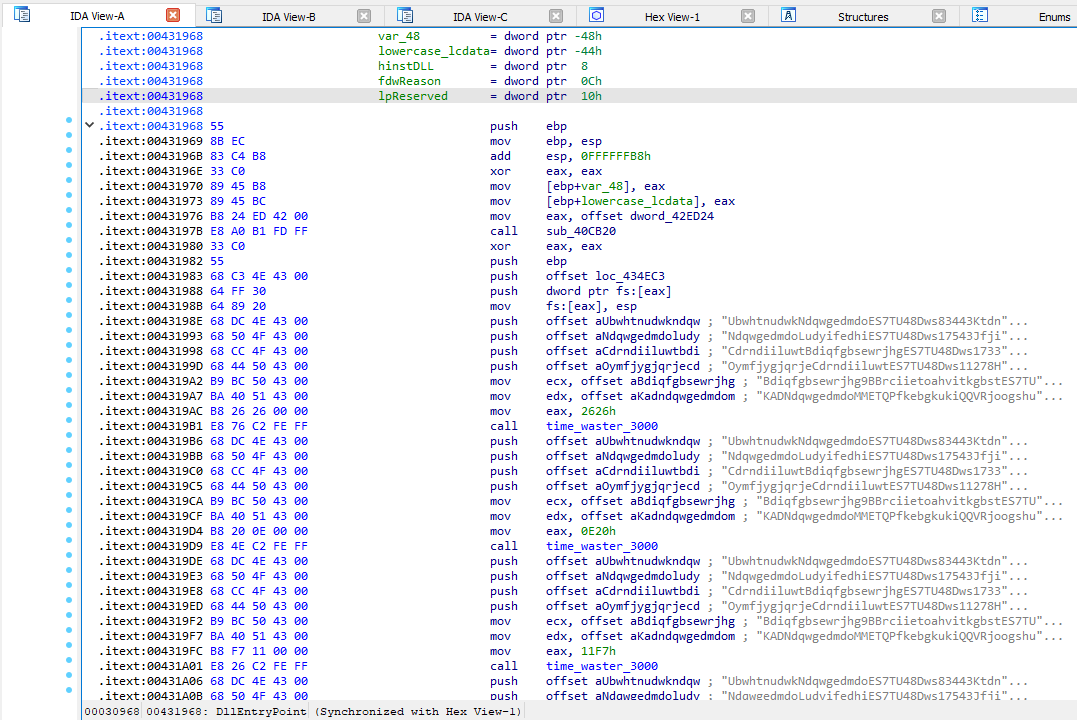 IDA View-A IDA View-B IDA View-C Hex View-1 Structures Enums
.itext:00431968 var_48 = dword ptr -48h
.itext:00431968 lowercase_lcdata= dword ptr -44h
.itext:00431968 hinstDLL = dword ptr 8
.itext:00431968 fdwReason = dword ptr 0Ch
.itext:00431968 lpReserved = dword ptr 10h
.itext:00431968
.itext:00431968 55 push ebp
.itext:00431969 8B EC mov ebp, esp
.itext:0043196B 83 C4 B8 add esp, 0FFFFFFB8h
.itext:0043196E 33 C0 xor eax, eax
.itext:00431970 89 45 B8 mov [ebp+var_48], eax
.itext:00431973 89 45 BC mov [ebp+lowercase_lcdata], eax
.itext:00431976 B8 24 ED 42 00 mov eax, offset dword_42ED24
.itext:0043197B E8 A0 B1 FD FF call sub_40CB20
.itext:00431980 33 C0 xor eax, eax
.itext:00431982 55 push ebp
.itext:00431983 68 C3 4E 43 00 push offset loc_434EC3
.itext:00431988 64 FF 30 push dword ptr fs:[eax]
.itext:0043198B 64 89 20 mov fs:[eax], esp
.itext:0043198E 68 DC 4E 43 00 push offset aUbwhtnudwkndqw ; "UbwhtnudwkNdqwgedmdoES7TU48Dws83443Ktdn"...
.itext:00431993 68 50 4F 43 00 push offset aNdqwgedmdoludy ; "NdqwgedmdoLudyifedhiES7TU48Dws17543Jfji"...
.itext:00431998 68 CC 4F 43 00 push offset aCdrndiiluwtbdi ; "CdrndiiluwtBdiqfgbsewrjhgES7TU48Dws1733"...
.itext:0043199D 68 44 50 43 00 push offset aOymfjygjqrjecd ; "OymfjygjqrjeCdrndiiluwtES7TU48Dws11278H"...
.itext:004319A2 B9 BC 50 43 00 mov ecx, offset aBdiqfgbsewrjhg ; "Bdiqfgbsewrjhg9BBrciietoahvitkgbstES7TU"...
.itext:004319A7 BA 40 51 43 00 mov edx, offset aKadndqwgedmdom ; "KADNdqwgedmdoMMETQPfkebgkukiQQVRjoogshu"...
.itext:004319AC B8 26 26 00 00 mov eax, 2626h
.itext:004319B1 E8 76 C2 FE FF call time_waster_3000
.itext:004319B6 68 DC 4E 43 00 push offset aUbwhtnudwkndqw ; "UbwhtnudwkNdqwgedmdoES7TU48Dws83443Ktdn"...
.itext:004319BB 68 50 4F 43 00 push offset aNdqwgedmdoludy ; "NdqwgedmdoLudyifedhiES7TU48Dws17543Jfji"...
.itext:004319C0 68 CC 4F 43 00 push offset aCdrndiiluwtbdi ; "CdrndiiluwtBdiqfgbsewrjhgES7TU48Dws1733"...
.itext:004319C5 68 44 50 43 00 push offset aOymfjygjqrjecd ; "OymfjygjqrjeCdrndiiluwtES7TU48Dws11278H"...
.itext:004319CA B9 BC 50 43 00 mov ecx, offset aBdiqfgbsewrjhg ; "Bdiqfgbsewrjhg9BBrciietoahvitkgbstES7TU"...
.itext:004319CF BA 40 51 43 00 mov edx, offset aKadndqwgedmdom ; "KADNdqwgedmdoMMETQPfkebgkukiQQVRjoogshu"...
.itext:004319D4 B8 20 0E 00 00 mov eax, 0E20h
.itext:004319D9 E8 4E C2 FE FF call time_waster_3000
.itext:004319DE 68 DC 4E 43 00 push offset aUbwhtnudwkndqw ; "UbwhtnudwkNdqwgedmdoES7TU48Dws83443Ktdn"...
.itext:004319E3 68 50 4F 43 00 push offset aNdqwgedmdoludy ; "NdqwgedmdoLudyifedhiES7TU48Dws17543Jfji"...
.itext:004319E8 68 CC 4F 43 00 push offset aCdrndiiluwtbdi ; "CdrndiiluwtBdiqfgbsewrjhgES7TU48Dws1733"...
.itext:004319ED 68 44 50 43 00 push offset aOymfjygjqrjecd ; "OymfjygjqrjeCdrndiiluwtES7TU48Dws11278H"...
.itext:004319F2 B9 BC 50 43 00 mov ecx, offset aBdiqfgbsewrjhg ; "Bdiqfgbsewrjhg9BBrciietoahvitkgbstES7TU"...
.itext:004319F7 BA 40 51 43 00 mov edx, offset aKadndqwgedmdom ; "KADNdqwgedmdoMMETQPfkebgkukiQQVRjoogshu"...
.itext:004319FC B8 F7 11 00 00 mov eax, 11F7h
.itext:00431A01 E8 26 C2 FE FF call time_waster_3000
.itext:00431A06 68 DC 4E 43 00 push offset aUbwhtnudwkndqw ; "UbwhtnudwkNdqwgedmdoES7TU48Dws83443Ktdn"...
.itext:00431A0B 68 50 4F 43 00 push offset aNdqwgedmdoludy ; "NdqwgedmdoLudyifedhiES7TU48Dws17543Jfji"...
00030968 00431968: DllEntryPoint (Synchronized with Hex View-1)